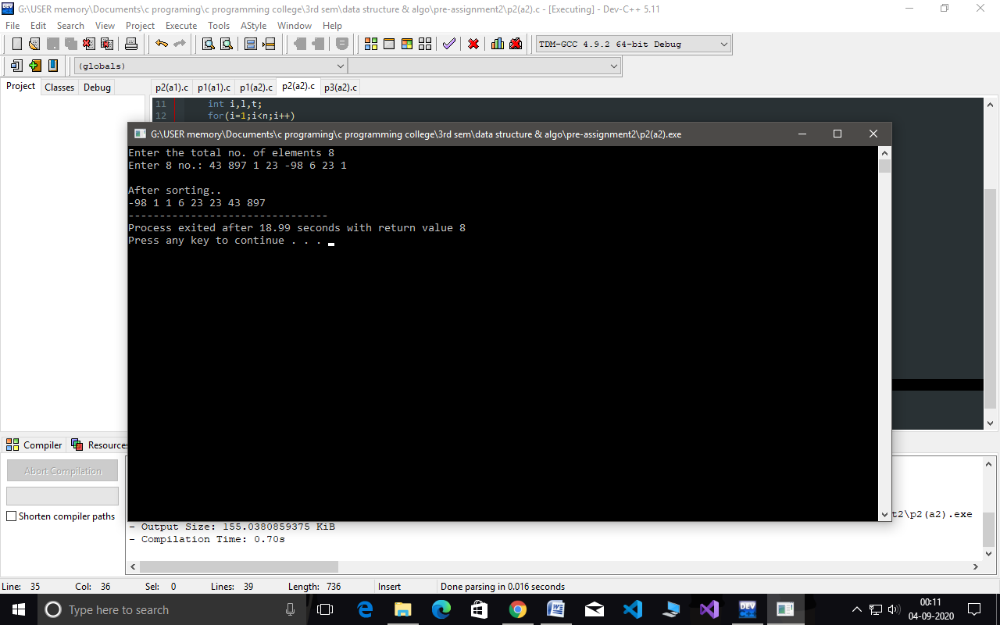 G:\USER memory\Documents\c programing\c programming college\3rd sem\data structure & algo\pre-assignment2\p2(a2).c - [Executing] - Dev-C++ 5.11
File Edit Search View Project Execute Tools AStyle Window Help
TDM-GCC 4.9.2 64-bit Debug
(globals)
Project Classes Debug
p2(a1).c p1(a1).c p1(a2).c p2(a2).c p3(a2).c
11 int i,l,t;
12 for(i=1;i<n;i++)
G:\USER memory\Documents\c programing\c programming college\3rd sem\data structure & algo\pre-assignment2\p2(a2).exe
Enter the total no. of elements 8
Enter 8 no.: 43 897 1 23 -98 6 23 1
After sorting..
-98 1 1 6 23 23 43 897
--------------------------------
Process exited after 18.99 seconds with return value 8
Press any key to continue . . .
Compiler Resources
Abort Compilation
Shorten compiler paths
t2\p2(a2).exe
- Output Size: 155.0380859375 KiB
- Compilation Time: 0.70s
Line: 35 Col: 36 Sel: 0 Lines: 39 Length: 736 Insert Done parsing in 0.016 seconds
Type here to search
DEV
00:11
04-09-2020